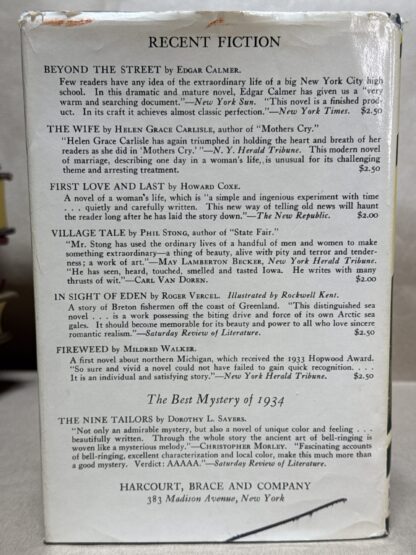 RECENT FICTION
BEYOND THE STREET by Edgar Calmer.
Few readers have any idea of the extraordinary life of a big New York City high
school. In this dramatic and mature novel, Edgar Calmer has given us a "very
warm and searching document."—New York Sun. "This novel is a finished prod-
uct. In its craft it achieves almost classic perfection."—New York Times. $2.50
THE WIFE by Helen Grace Carlisle, author of "Mothers Cry."
"Helen Grace Carlisle has again triumphed in holding the heart and breath of her
readers as she did in 'Mothers Cry.' "—N. Y. Herald Tribune. This modern novel
of marriage, describing one day in a woman's life, is unusual for its challenging
theme and arresting treatment. $2.50
FIRST LOVE AND LAST by Howard Coxe.
A novel of a woman's life, which is "a simple and ingenious experiment with time
. . . quietly and carefully written. This new way of telling old news will haunt
the reader long after he has laid the story down."—The New Republic. $2.00
VILLAGE TALE by Phil Stong, author of "State Fair."
"Mr. Stong has used the ordinary lives of a handful of men and women to make
something extraordinary—a thing of beauty, alive with pity and terror and tender-
ness; a work of art."—May Lamberton Becker, New York Herald Tribune.
"He has seen, heard, touched, smelled and tasted Iowa. He writes with many
thrusts of wit."—Carl Van Doren. $2.00
IN SIGHT OF EDEN by Roger Vercel. Illustrated by Rockwell Kent.
A story of Breton fishermen off the coast of Greenland. "This distinguished sea
novel . . . is a work possessing the biting drive and force of its own Arctic sea
gales. It should become memorable for its beauty and power to all who love sincere
romantic realism."—Saturday Review of Literature. $2.50
FIREWEED by Mildred Walker.
A first novel about northern Michigan, which received the 1933 Hopwood Award.
"So sure and vivid a novel could not have failed to gain quick recognition. . . .
It is an individual and satisfying story."—New York Herald Tribune. $2.50
The Best Mystery of 1934
THE NINE TAILORS by Dorothy L. Sayers.
"Not only an admirable mystery, but also a novel of unique color and feeling . . .
beautifully written. Through the whole story the ancient art of bell-ringing is
woven like a mysterious melody."—Christopher Morley. "Fascinating accounts
of bell-ringing, excellent characterization and local color, make this much more than
a good mystery. Verdict: AAAAA."—Saturday Review of Literature.
HARCOURT, BRACE AND COMPANY
383 Madison Avenue, New York